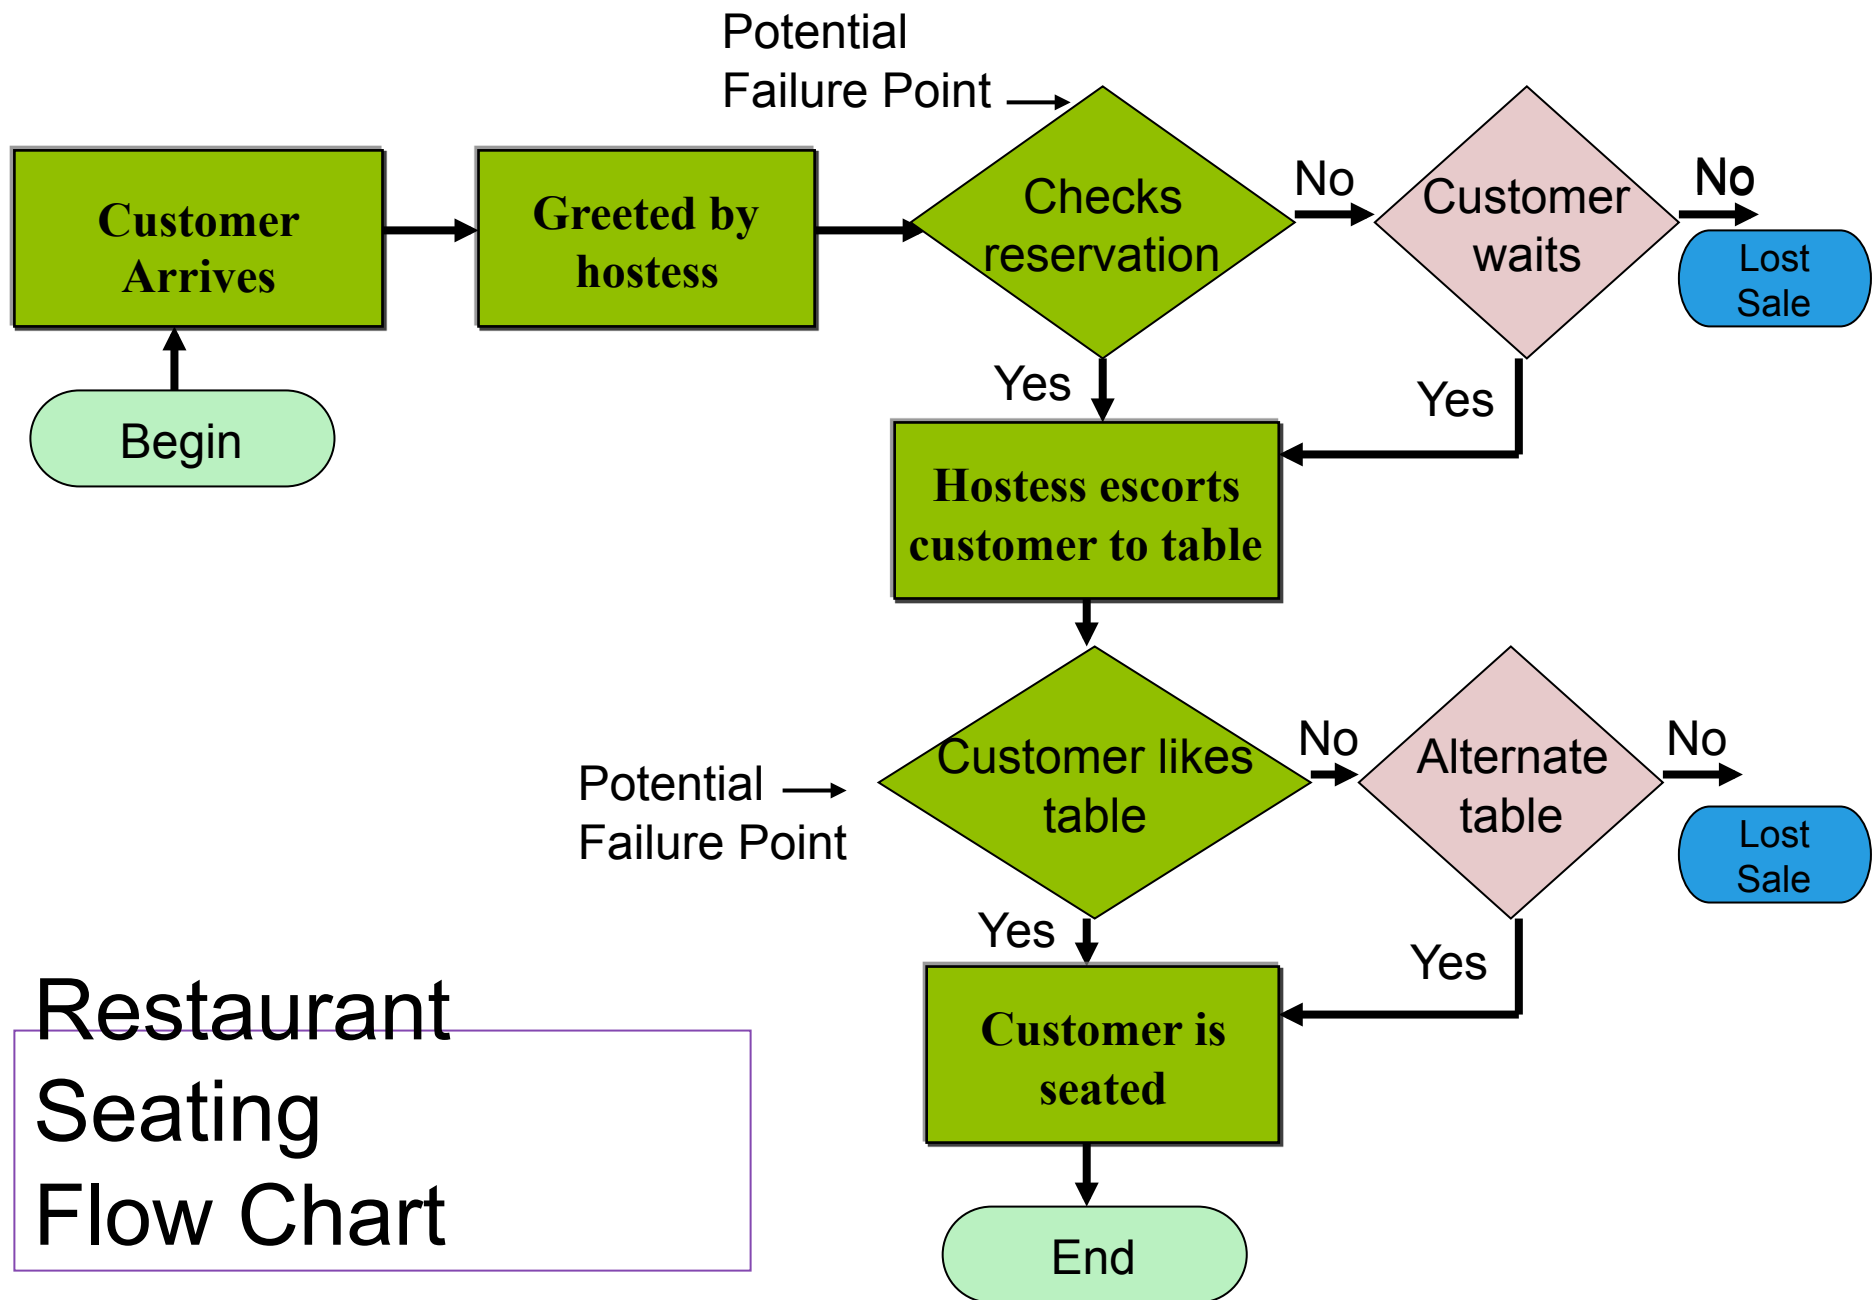 Potential
Failure Point
Customer
Arrives
Greeted by
hostess
Checks
reservation
No
Customer
waits
No
Lost
Sale
Begin
Yes
Yes
Hostess escorts
customer to table
Potential
Failure Point
Customer likes
table
No
Alternate
table
No
Lost
Sale
Yes
Yes
Customer is
seated
End
Restaurant
Seating
Flow Chart